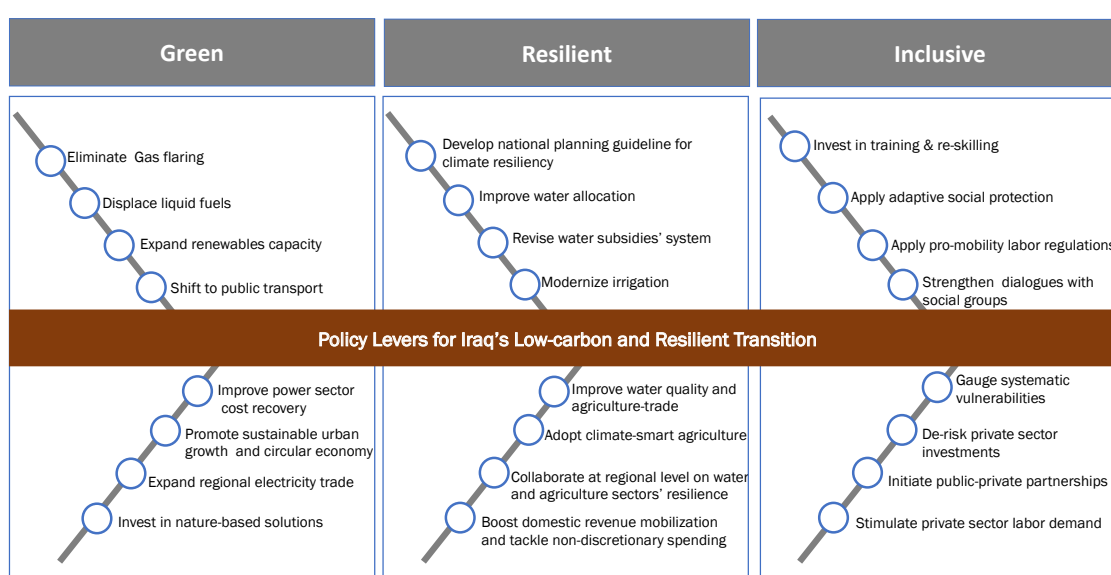 Green
Eliminate Gas flaring
Displace liquid fuels
Expand renewables capacity
Shift to public transport
Resilient
Develop national planning guideline for
climate resiliency
Improve water allocation
Revise water subsidies’ system
Modernize irrigation
Inclusive
Invest in training & re-skilling
Apply adaptive social protection
Apply pro-mobility labor regulations
Strengthen dialogues with
social groups
Policy Levers for Iraq’s Low-carbon and Resilient Transition
Improve power sector
cost recovery
Promote sustainable urban
growth and circular economy
Expand regional electricity trade
Invest in nature-based solutions
Improve water quality and
agriculture-trade
Adopt climate-smart agriculture
Collaborate at regional level on water
and agriculture sectors’ resilience
Boost domestic revenue mobilization
and tackle non-discretionary spending
Gauge systematic
vulnerabilities
De-risk private sector
investments
Initiate public-private partnerships
Stimulate private sector labor demand